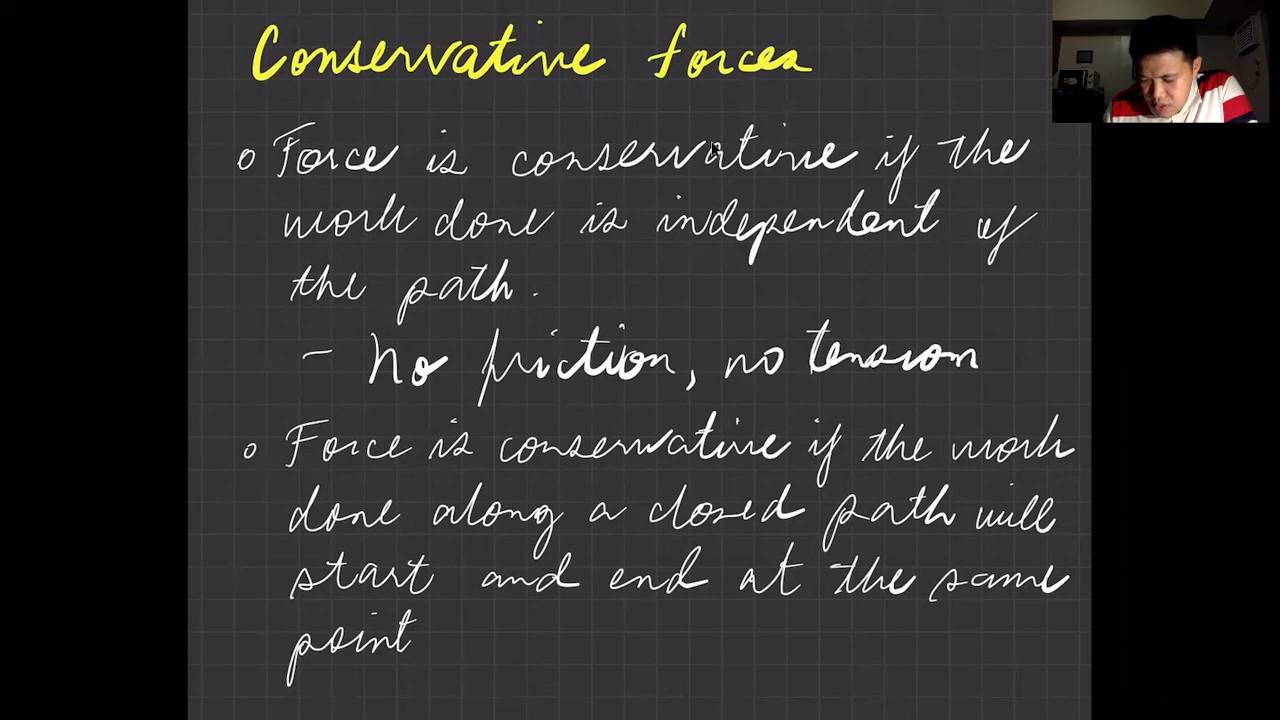 Conservative forces
o Force is conservative if the
work done is independent of
the path.
- No friction, no tension
o Force is conservative if the work
done along a closed path will
start and end at the same
point